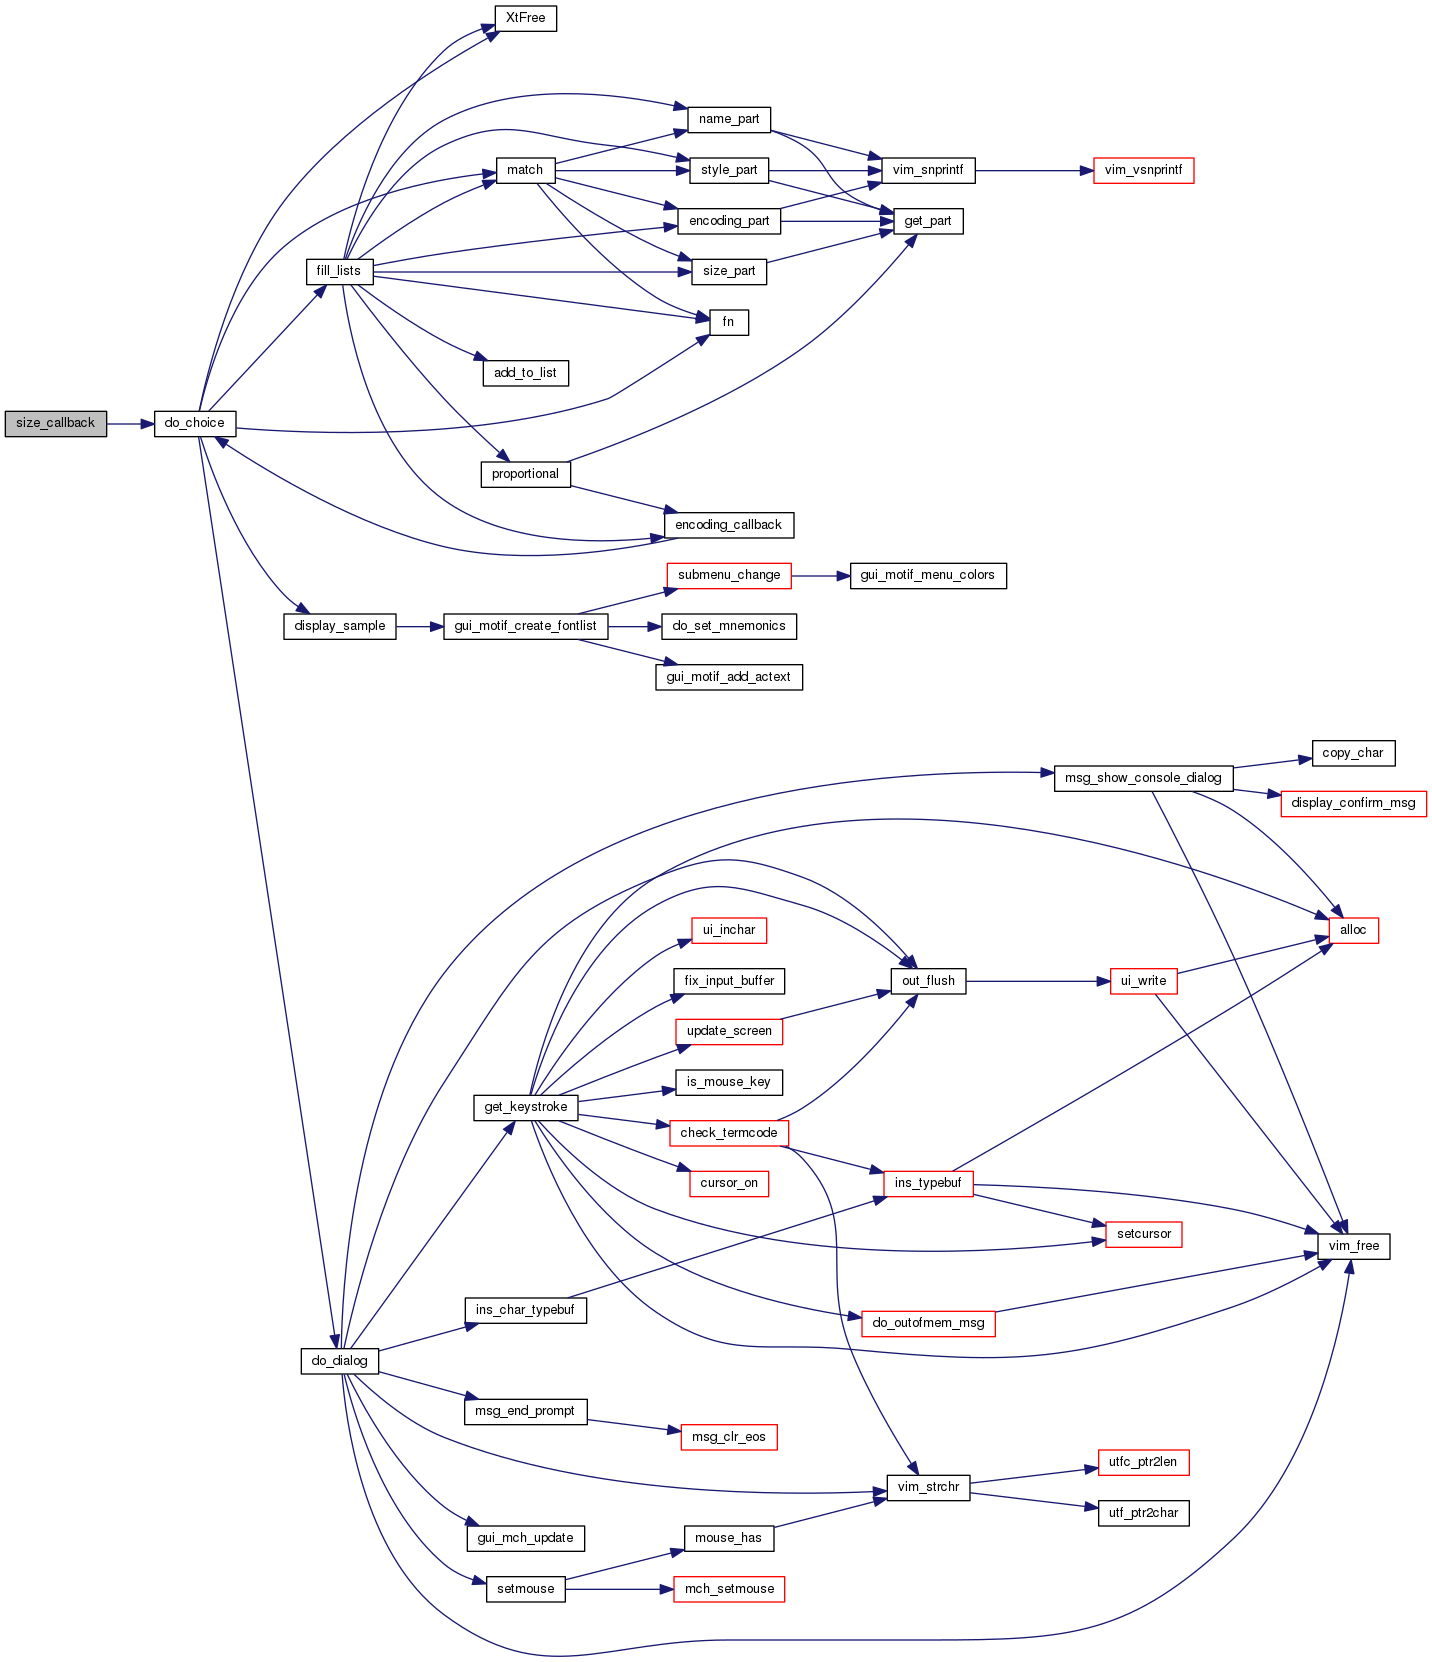 XtFree
name_part
match
style_part
vim_snprintf
vim_vsnprintf
encoding_part
get_part
fill_lists
size_part
fn
add_to_list
size_callback
do_choice
proportional
encoding_callback
submenu_change
gui_motif_menu_colors
display_sample
gui_motif_create_fontlist
do_set_mnemonics
gui_motif_add_actext
copy_char
msg_show_console_dialog
display_confirm_msg
ui_inchar
alloc
fix_input_buffer
out_flush
ui_write
update_screen
is_mouse_key
get_keystroke
check_termcode
cursor_on
ins_typebuf
setcursor
vim_free
ins_char_typebuf
do_outofmem_msg
do_dialog
msg_end_prompt
msg_clr_eos
utfc_ptr2len
vim_strchr
utf_ptr2char
gui_mch_update
mouse_has
setmouse
mch_setmouse